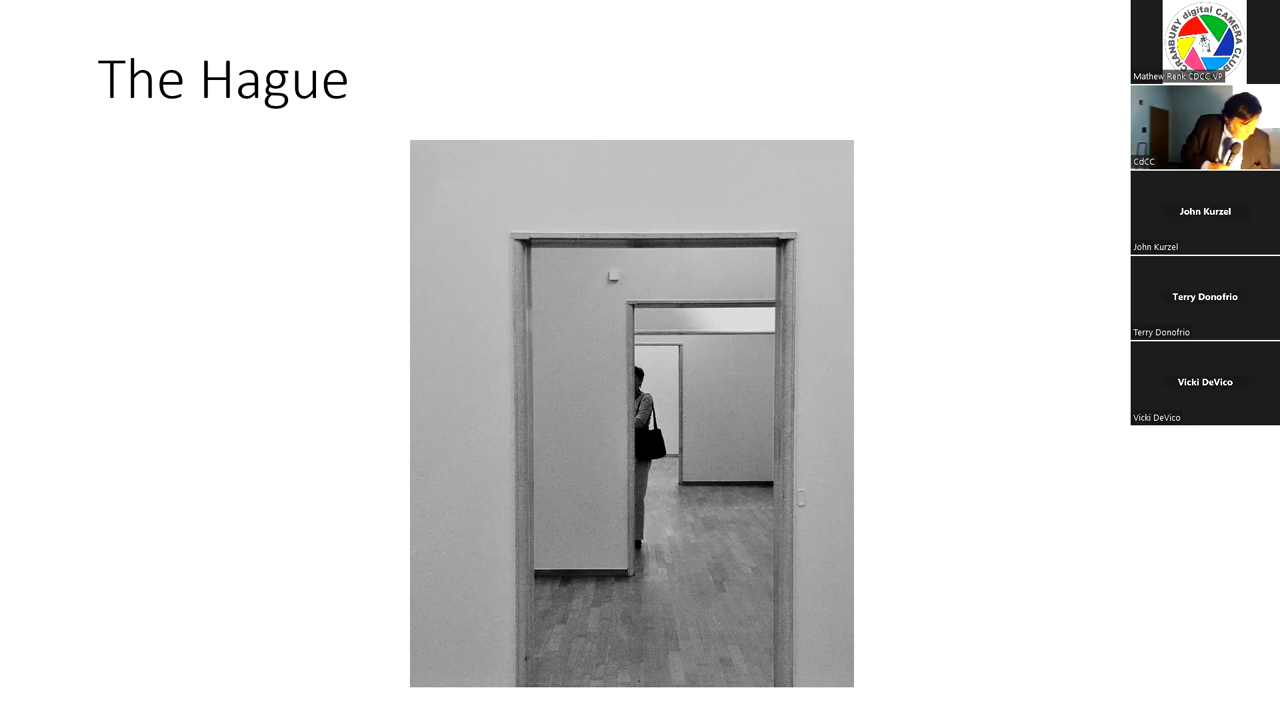 The Hague
CRANBURY digital CAMERA CLUB
Mathew Renk CDCC VP
CdCC
John Kurzel
John Kurzel
Terry Donofrio
Terry Donofrio
Vicki DeVico
Vicki DeVico